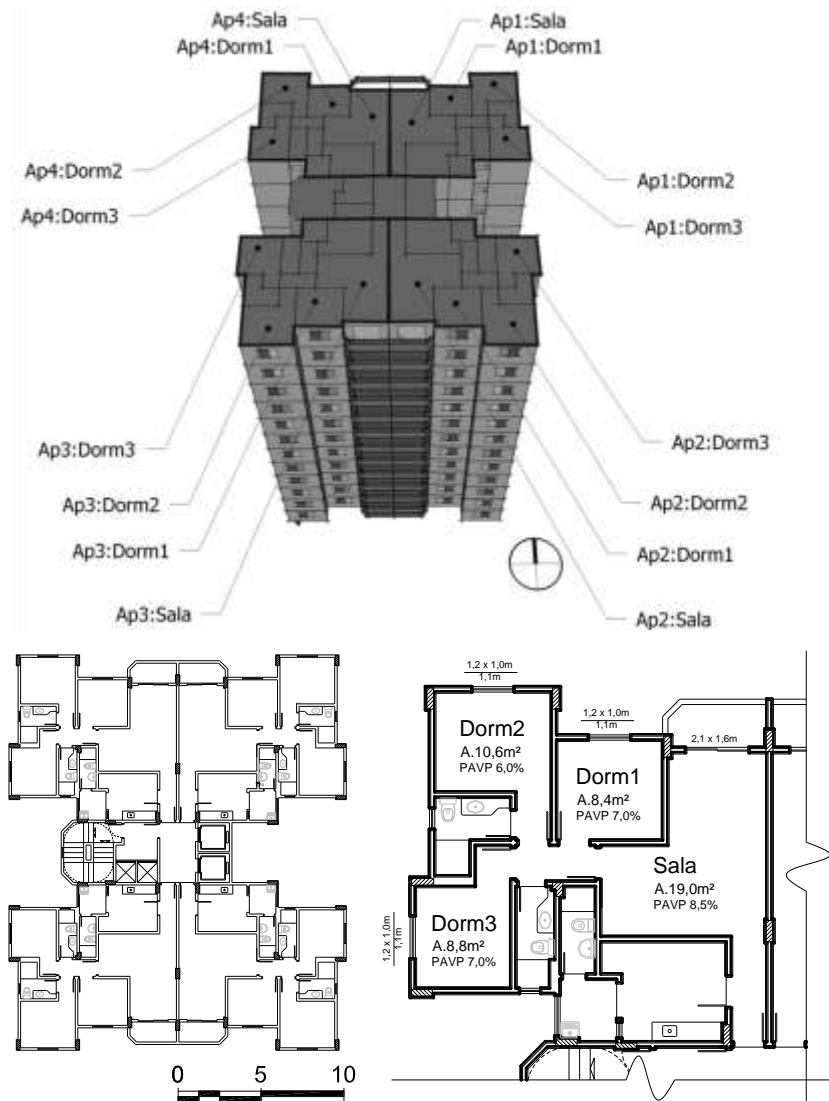 Ap4:Sala
Ap1:Sala
Ap4:Dorm1
Ap1:Dorm1
Ap4:Dorm2
Ap1:Dorm2
Ap4:Dorm3
Ap1:Dorm3
Ap3:Dorm3
Ap2:Dorm3
Ap3:Dorm2
Ap2:Dorm2
Ap3:Dorm1
Ap2:Dorm1
Ap3:Sala
Ap2:Sala
1,2 x 1,0m
1,1m
Dorm2
A.10,6m²
PAVP 6,0%
1,2 x 1,0m
1,1m
2,1 x 1,6m
Dorm1
A.8,4m²
PAVP 7,0%
Sala
A.19,0m²
PAVP 8,5%
Dorm3
A.8,8m²
PAVP 7,0%
1,2 x 1,0m
1,1m
0 5 10